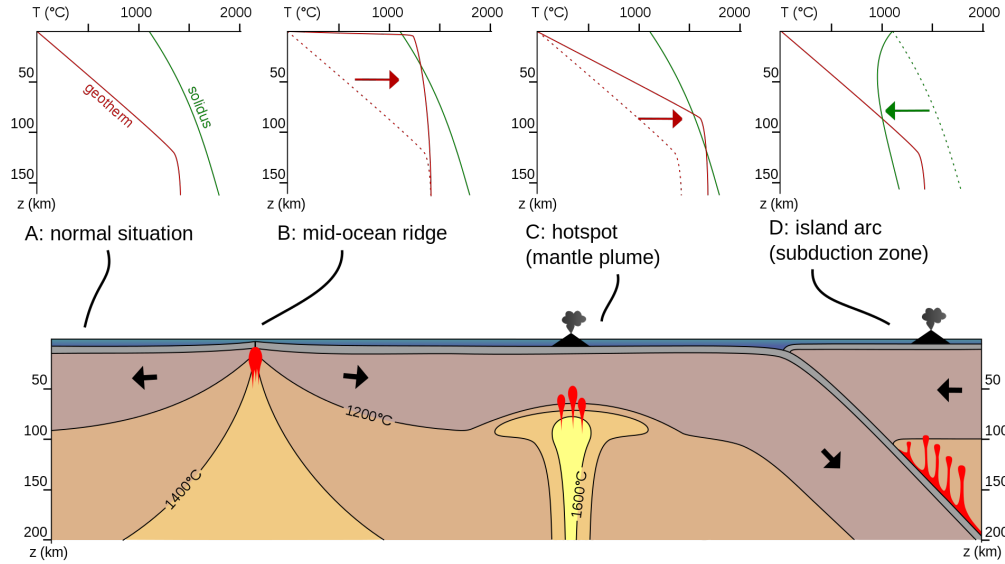 T (°C) 1000 2000
50
100
150
z (km)
geotherm
solidus
A: normal situation
T (°C) 1000 2000
50
100
150
z (km)
B: mid-ocean ridge
T (°C) 1000 2000
50
100
150
z (km)
C: hotspot
(mantle plume)
T (°C) 1000 2000
50
100
150
z (km)
D: island arc
(subduction zone)
50
100
150
200
z (km)
1400°C
1200°C
1600°C
50
100
150
200
z (km)